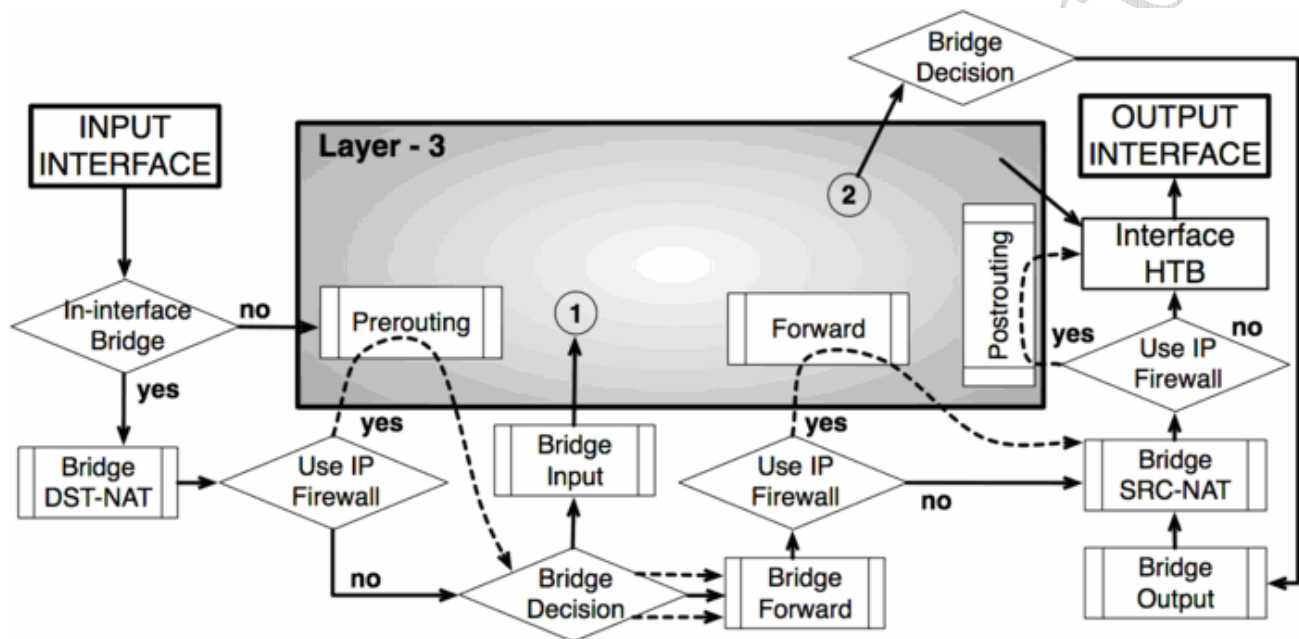 Bridge
Decision
INPUT
INTERFACE
Layer - 3
OUTPUT
INTERFACE
2
Interface
HTB
Postrouting
In-interface
Bridge
no
Prerouting
1
Forward
yes
no
Use IP
Firewall
yes
yes
yes
Bridge
DST-NAT
Use IP
Firewall
Bridge
Input
Use IP
Firewall
no
Bridge
SRC-NAT
no
Bridge
Decision
Bridge
Forward
Bridge
Output